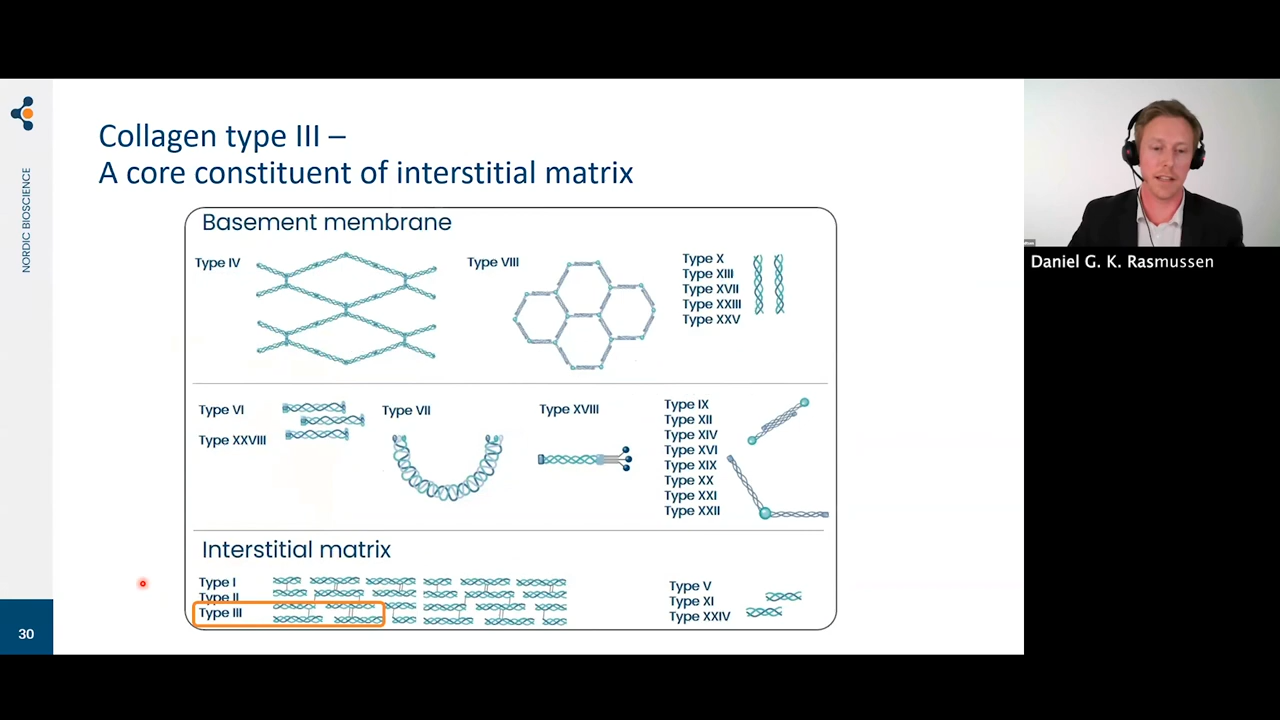 Collagen type III –
A core constituent of interstitial matrix
NORDIC BIOSCIENCE
Basement membrane
Type IV
Type VIII
Type X
Type XIII
Type XVII
Type XXIII
Type XXV
Type VI
Type XXVIII
Type VII
Type XVIII
Type IX
Type XII
Type XIV
Type XVI
Type XIX
Type XX
Type XXI
Type XXII
Interstitial matrix
Type I
Type II
Type III
Type V
Type XI
Type XXIV
30
Daniel G. K. Rasmussen